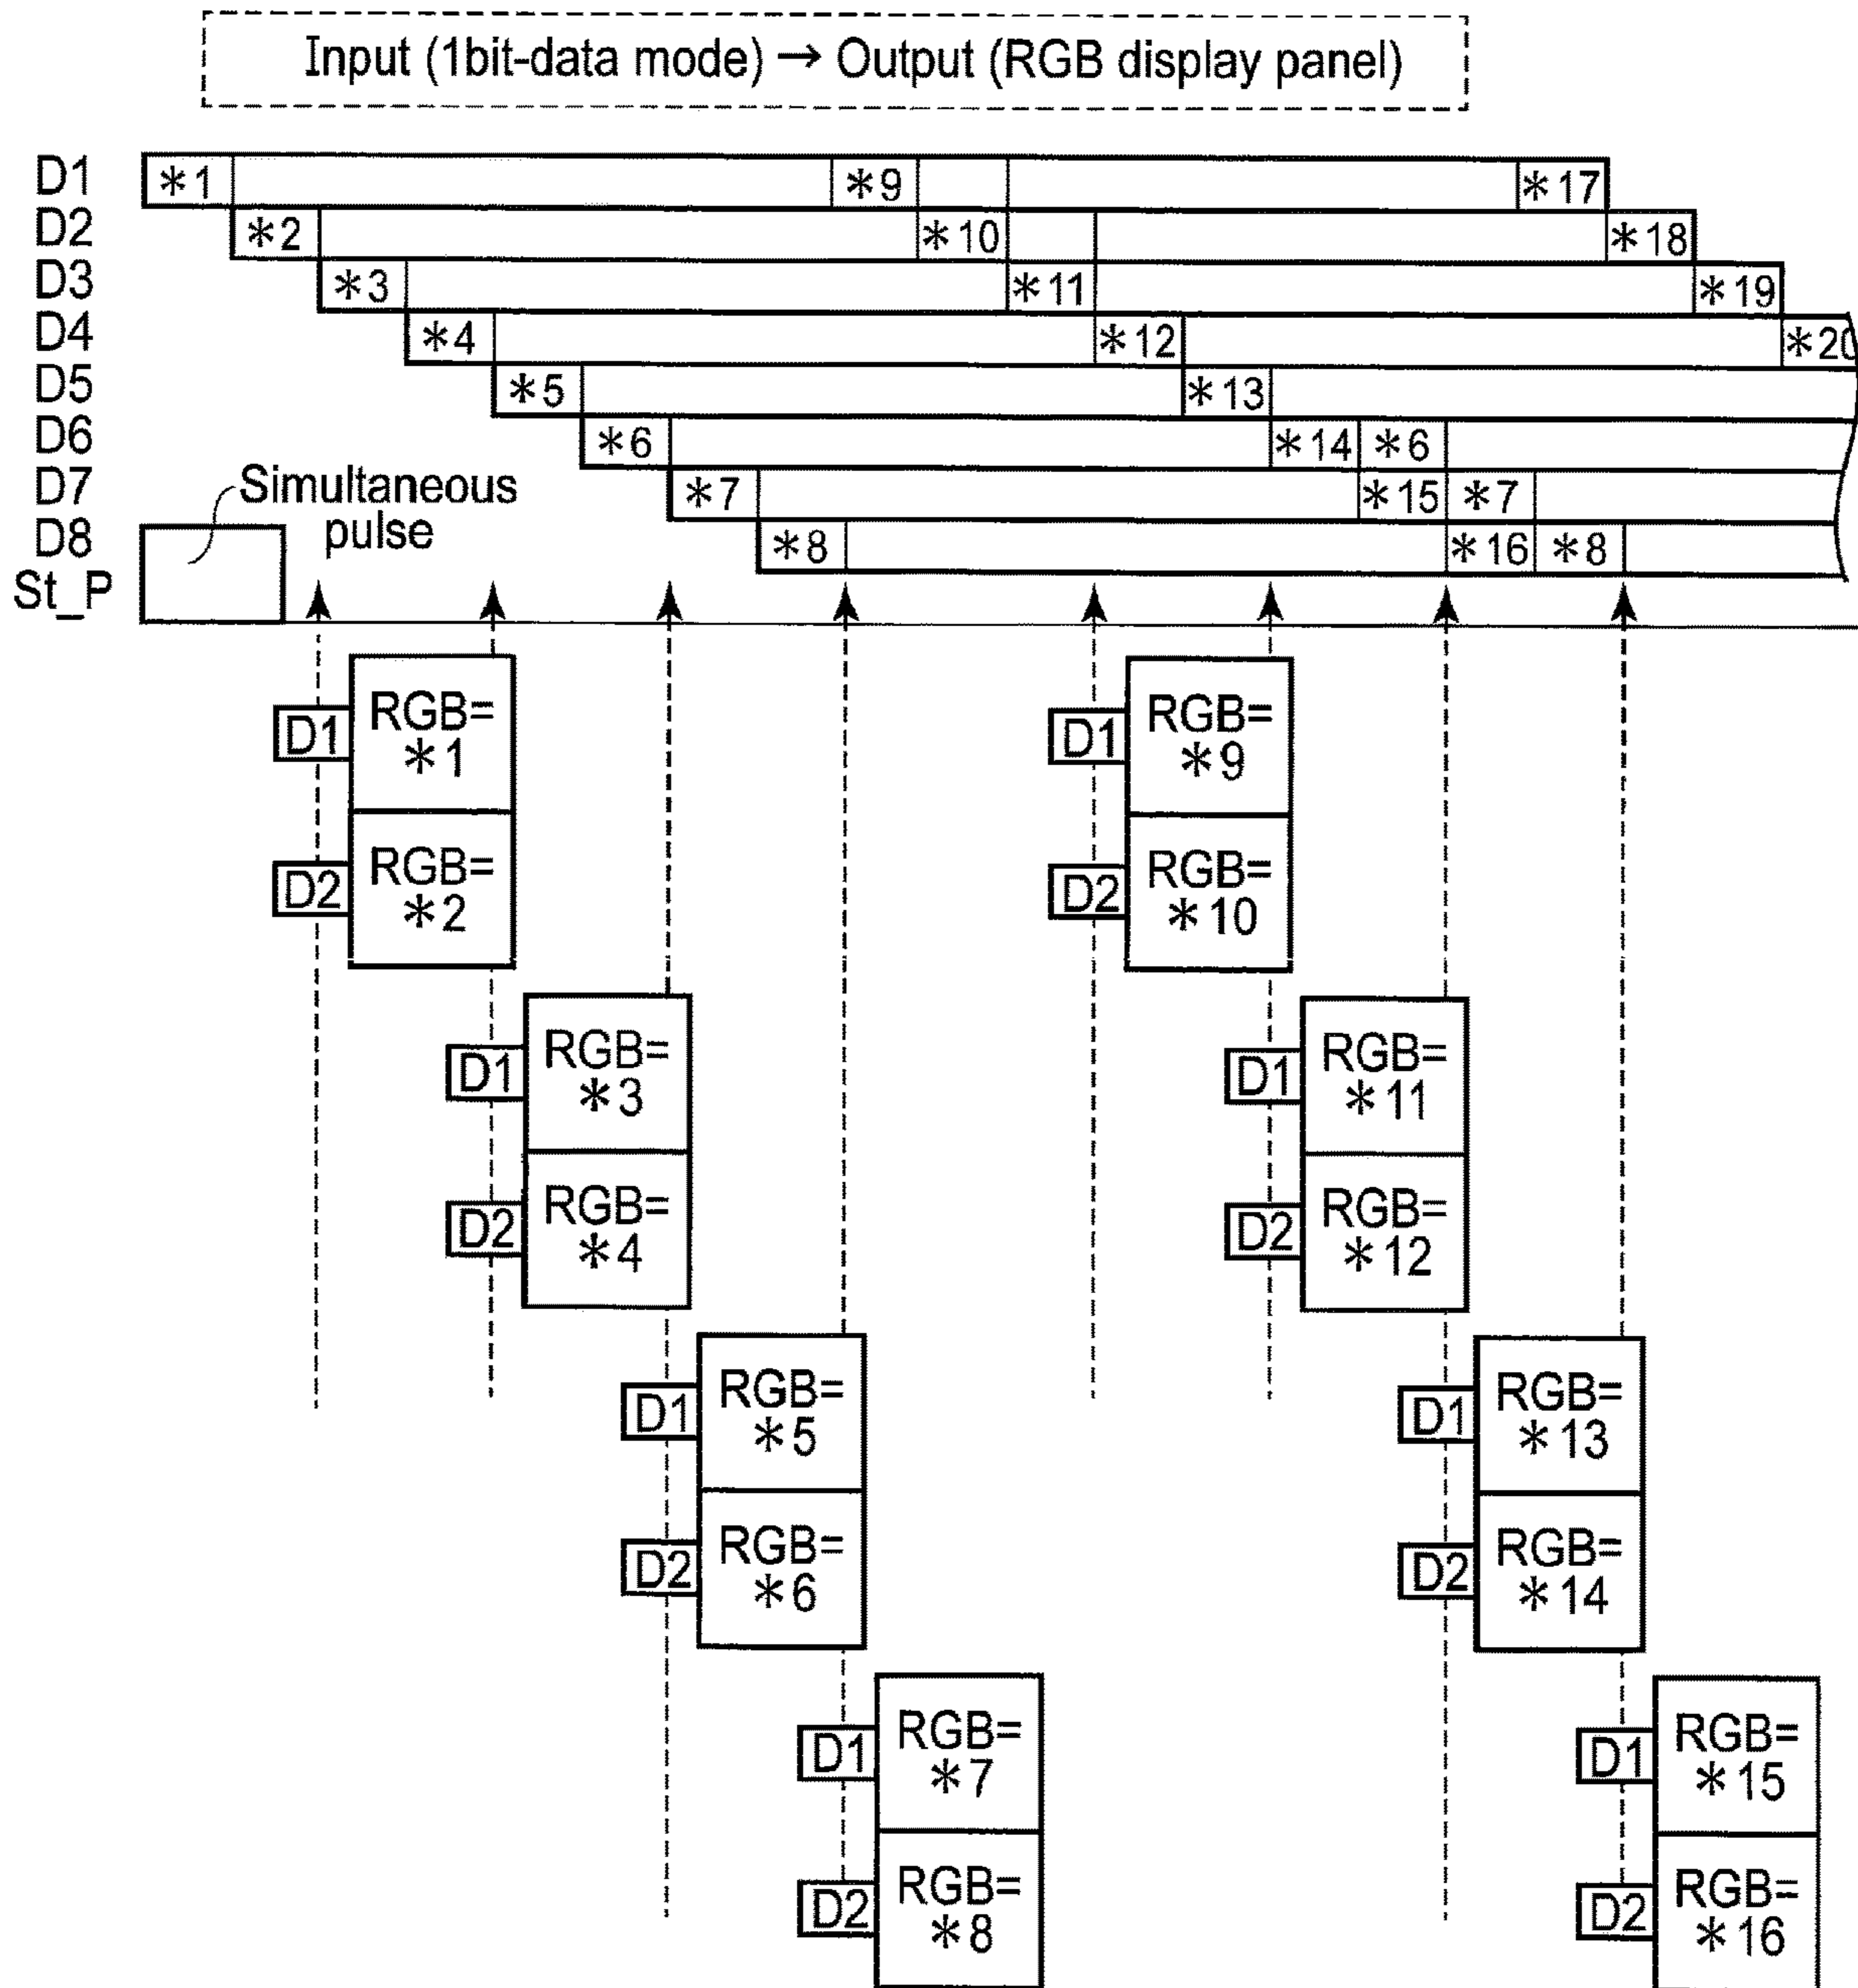 Input (1bit-data mode) → Output (RGB display panel)
D1 *1 *9 *17
D2 *2 *10 *18
D3 *3 *11 *19
D4 *4 *12 *20
D5 *5 *13
D6 *6 *14 *6
D7 *7 *15 *7
D8 *8 *16 *8
St_P
Simultaneous
pulse
D1 RGB=
*1
D2 RGB=
*2
D1 RGB=
*3
D2 RGB=
*4
D1 RGB=
*5
D2 RGB=
*6
D1 RGB=
*7
D2 RGB=
*8
D1 RGB=
*9
D2 RGB=
*10
D1 RGB=
*11
D2 RGB=
*12
D1 RGB=
*13
D2 RGB=
*14
D1 RGB=
*15
D2 RGB=
*16